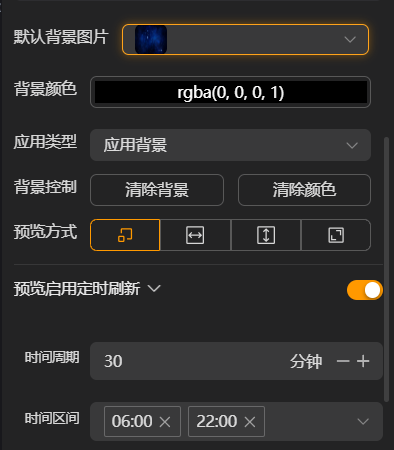 默认背景图片
背景颜色 rgba(0, 0, 0, 1)
应用类型 应用背景
背景控制 清除背景 清除颜色
预览方式
预览启用定时刷新
时间周期 30 分钟
时间区间 06:00 22:00